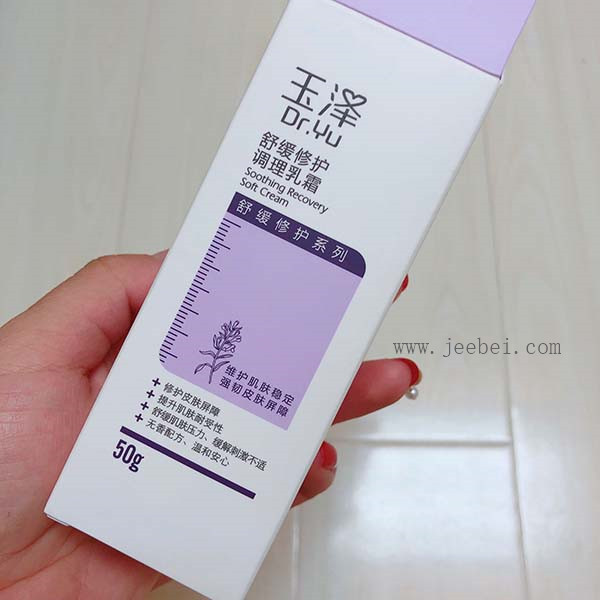 玉泽
Dr.Yu
舒缓修护
调理乳霜
Soothing Recovery
Soft Cream
舒缓修护系列
维护肌肤稳定
强韧皮肤屏障
+ 修护皮肤屏障
+ 提升肌肤耐受性
+ 舒缓肌肤压力、缓解刺激不适
+ 无香配方、温和安心
50g
www.jeebei.com